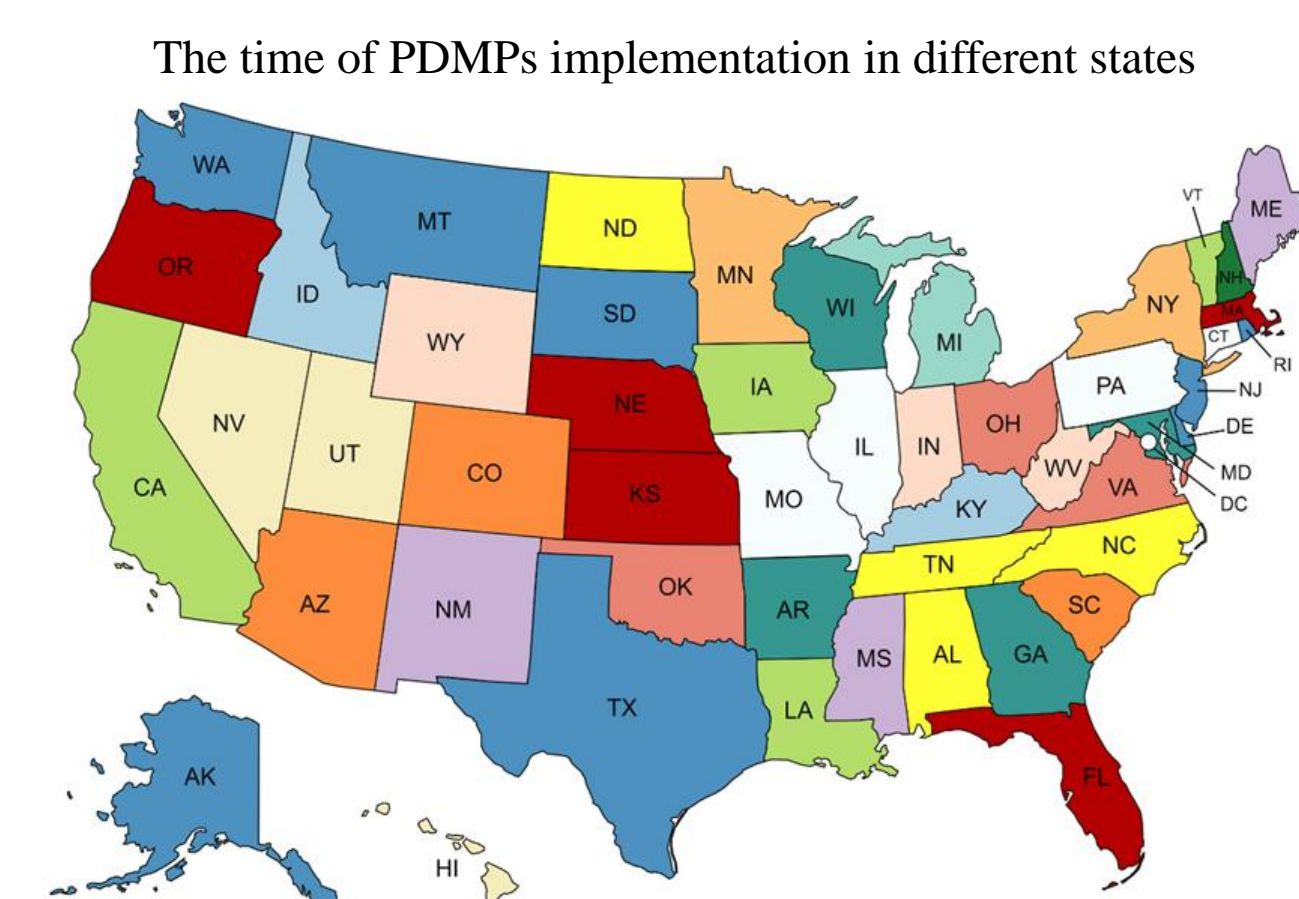 The time of PDMPs implementation in different states
WA
MT
ND
MN
VT
ME
OR
ID
SD
WI
NH
NY
MA
WY
MI
CT
RI
NE
IA
PA
NJ
NV
UT
CO
IL
IN
OH
DE
CA
KS
MO
WV
VA
MD
KY
DC
NC
TN
AZ
NM
OK
AR
SC
MS
AL
GA
TX
LA
AK
FL
HI